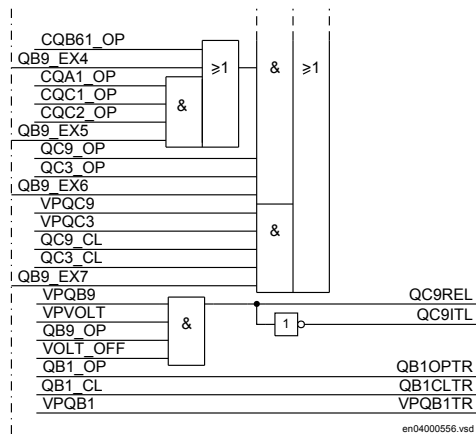 CQB61_OP
QB9_EX4
CQA1_OP
CQC1_OP
CQC2_OP
QB9_EX5
≥1
&
&
≥1
QC9_OP
QC3_OP
QB9_EX6
VPQC9
VPQC3
QC9_CL
QC3_CL
QB9_EX7
&
VPQB9
VPVOLT
QB9_OP
VOLT_OFF
&
1
QC9REL
QC9ITL
QB1_OP
QB1OPTR
QB1_CL
QB1CLTR
VPQB1
VPQB1TR
en04000556.vsd